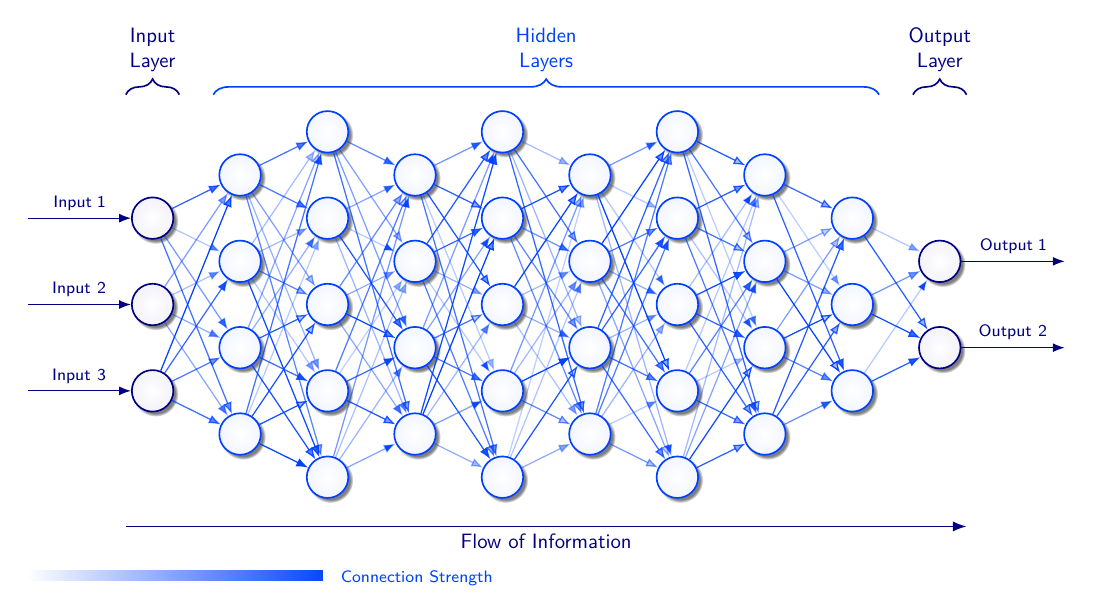 Input
Layer
Hidden
Layers
Output
Layer
Input 1
Input 2
Input 3
Output 1
Output 2
Flow of Information
Connection Strength